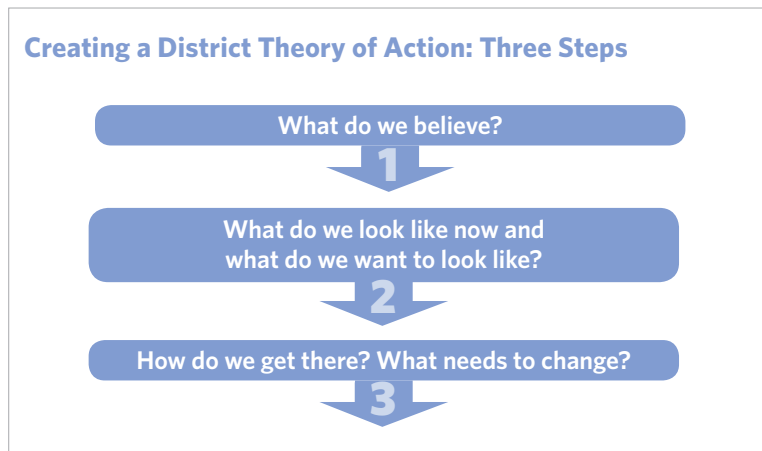 Creating a District Theory of Action: Three Steps
What do we believe?
1
What do we look like now and
what do we want to look like?
2
How do we get there? What needs to change?
3